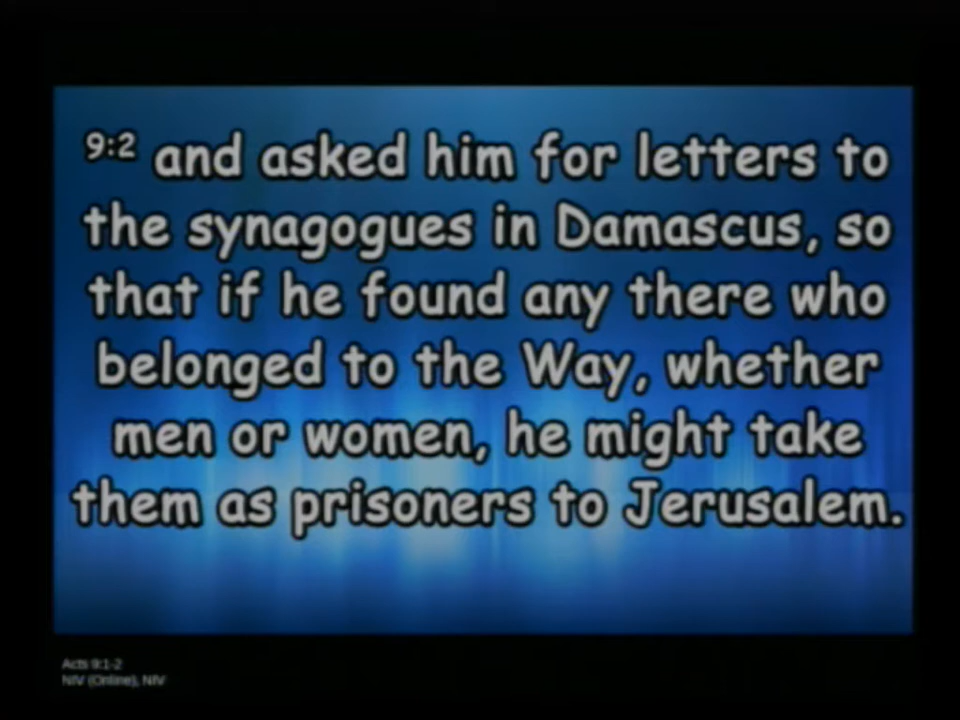 9:2 and asked him for letters to
the synagogues in Damascus, so
that if he found any there who
belonged to the Way, whether
men or women, he might take
them as prisoners to Jerusalem.
Acts 9:1-2
NIV (Online), NIV